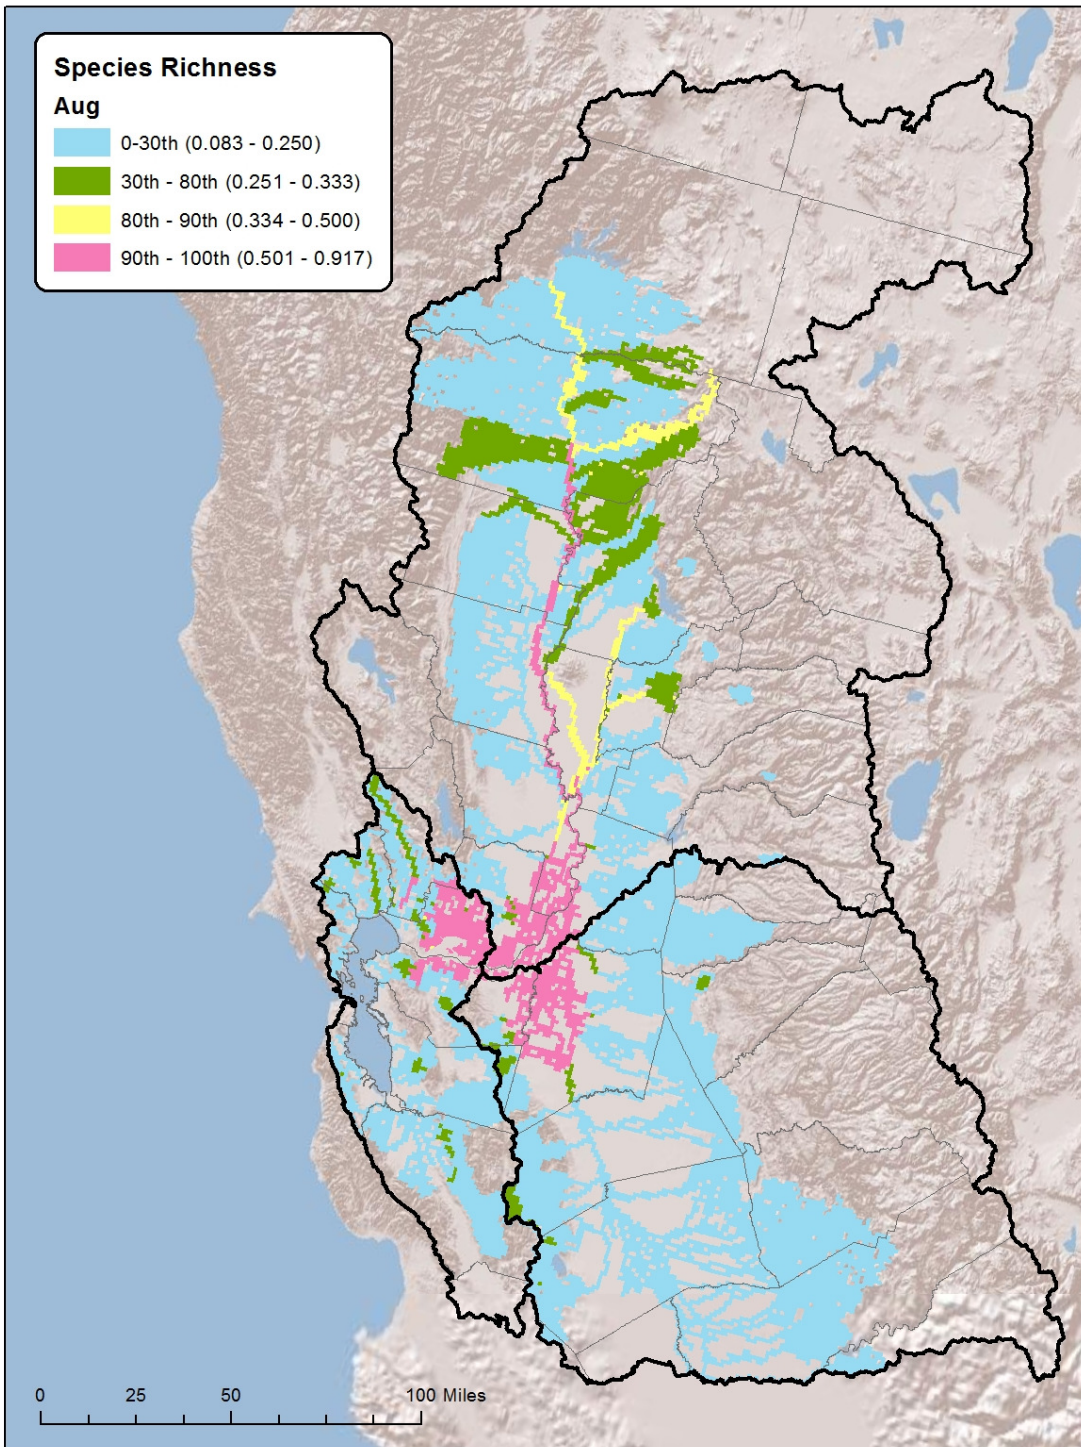 Species Richness
Aug
0-30th (0.083 - 0.250)
30th - 80th (0.251 - 0.333)
80th - 90th (0.334 - 0.500)
90th - 100th (0.501 - 0.917)
0 25 50 100 Miles